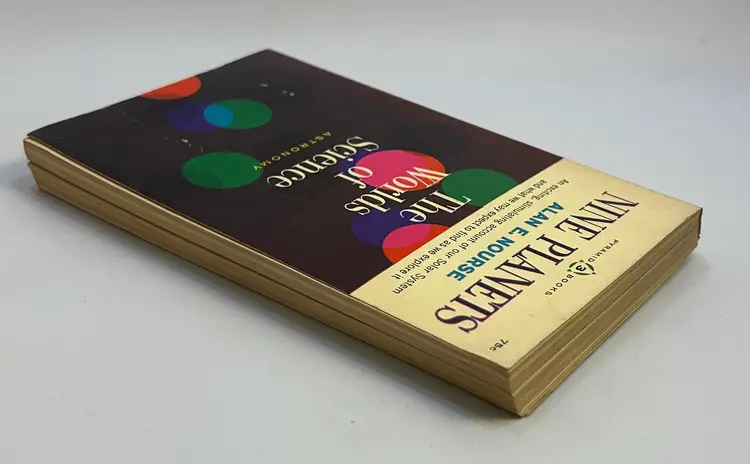 PYRAMID BOOKS
75c
NINE PLANETS
ALAN E. NOURSE
An exciting, stimulating account of our Solar System
and what we may expect to find as we explore it
The
Worlds
of
Science
ASTRONOMY